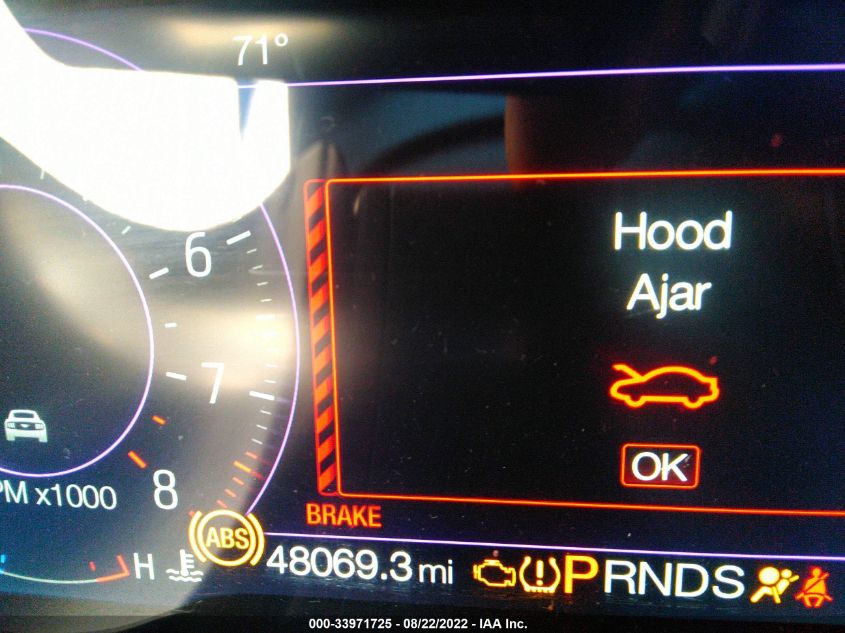 71°
6
7
8
PM x1000
Hood
Ajar
OK
BRAKE
ABS
H
48069.3 mi
PRNDS
000-33971725 - 08/22/2022 - IAA Inc.